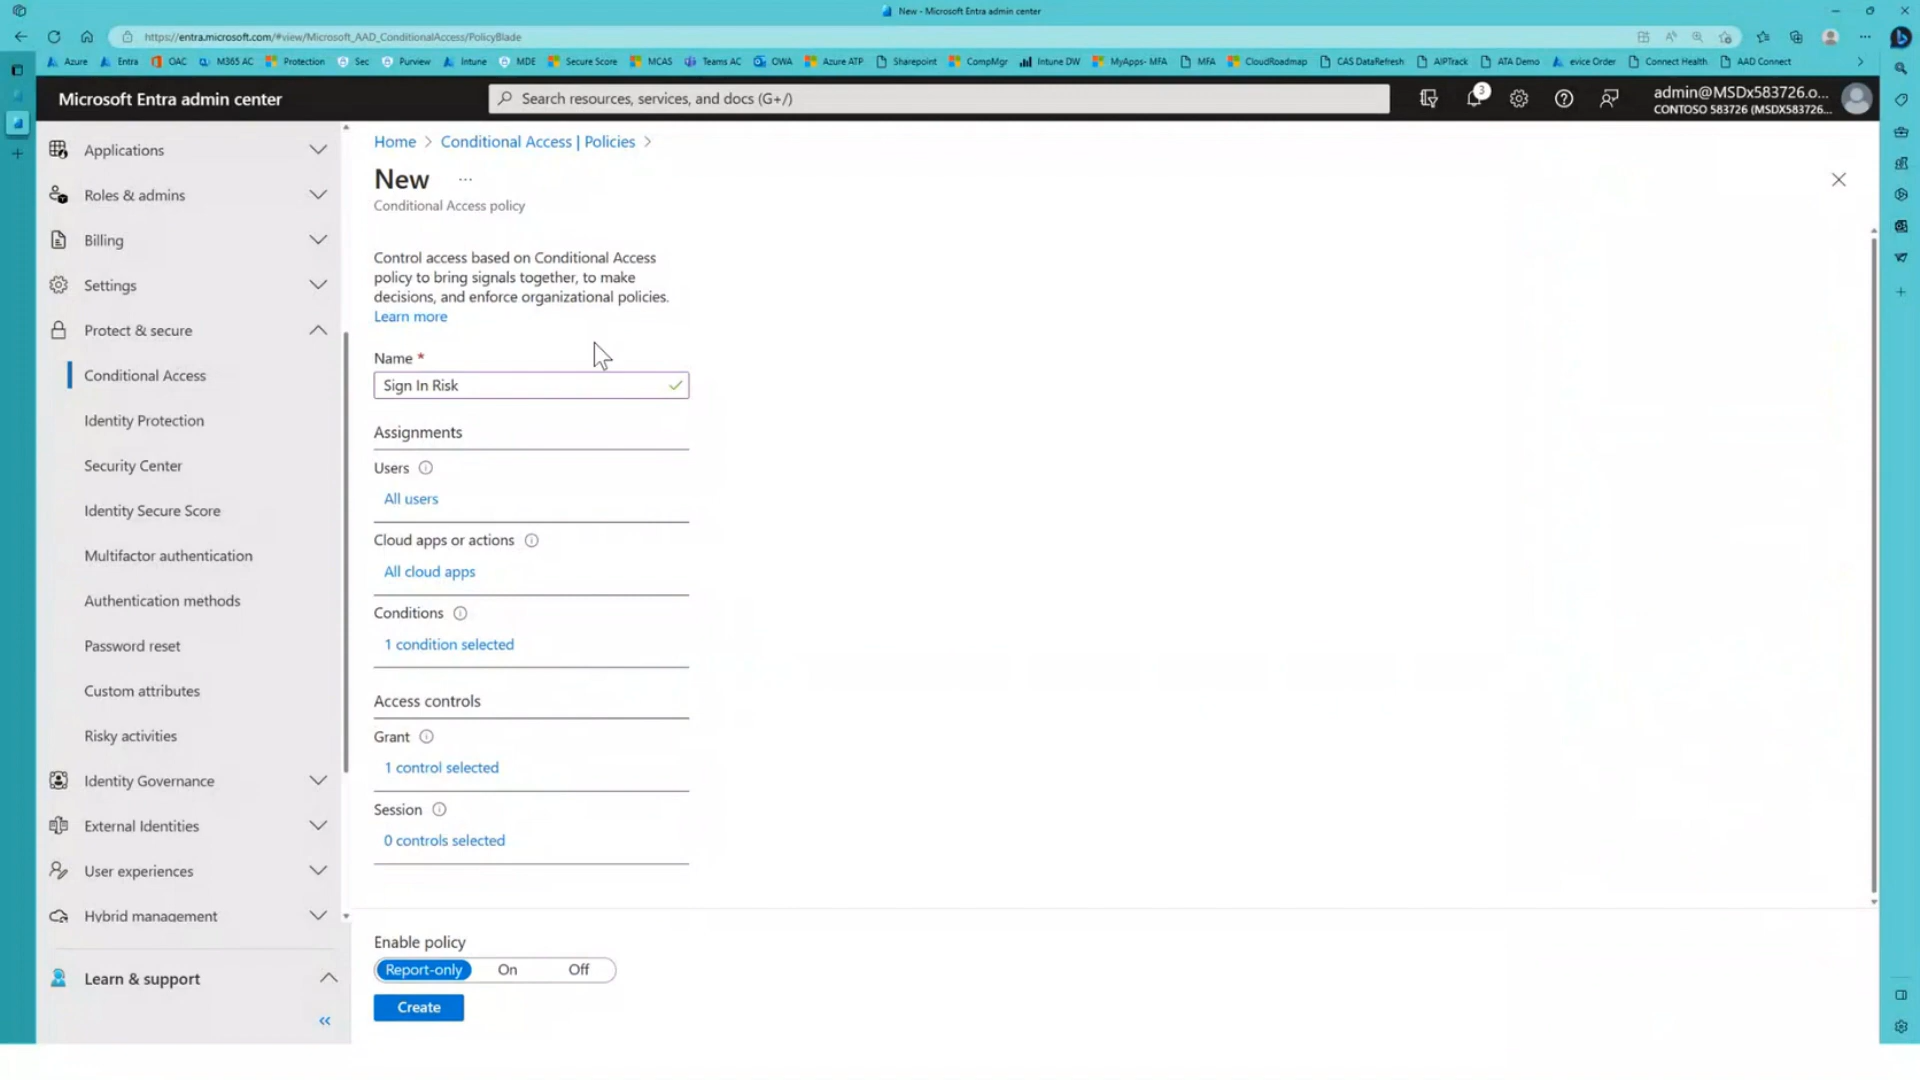 New - Microsoft Entra admin center
https://entra.microsoft.com/#view/Microsoft_AAD_ConditionalAccess/PolicyBlade
Azure Entra OAC M365 AC Protection Sec Purview Intune MDE Secure Score MCAS Teams AC OWA Azure ATP Sharepoint CompMgr Intune DW MyApps- MFA MFA CloudRoadmap CAS DataRefresh AIPTrack ATA Demo evice Order Connect Health AAD Connect
Microsoft Entra admin center
Search resources, services, and docs (G+/)
3
admin@MSDx583726.o...
CONTOSO 583726 (MSDX583726...
Applications
Roles & admins
Billing
Settings
Protect & secure
Conditional Access
Identity Protection
Security Center
Identity Secure Score
Multifactor authentication
Authentication methods
Password reset
Custom attributes
Risky activities
Identity Governance
External Identities
User experiences
Hybrid management
Learn & support
Home > Conditional Access | Policies >
New ...
Conditional Access policy
Control access based on Conditional Access
policy to bring signals together, to make
decisions, and enforce organizational policies.
Learn more
Name *
Sign In Risk
Assignments
Users
All users
Cloud apps or actions
All cloud apps
Conditions
1 condition selected
Access controls
Grant
1 control selected
Session
0 controls selected
Enable policy
Report-only On Off
Create